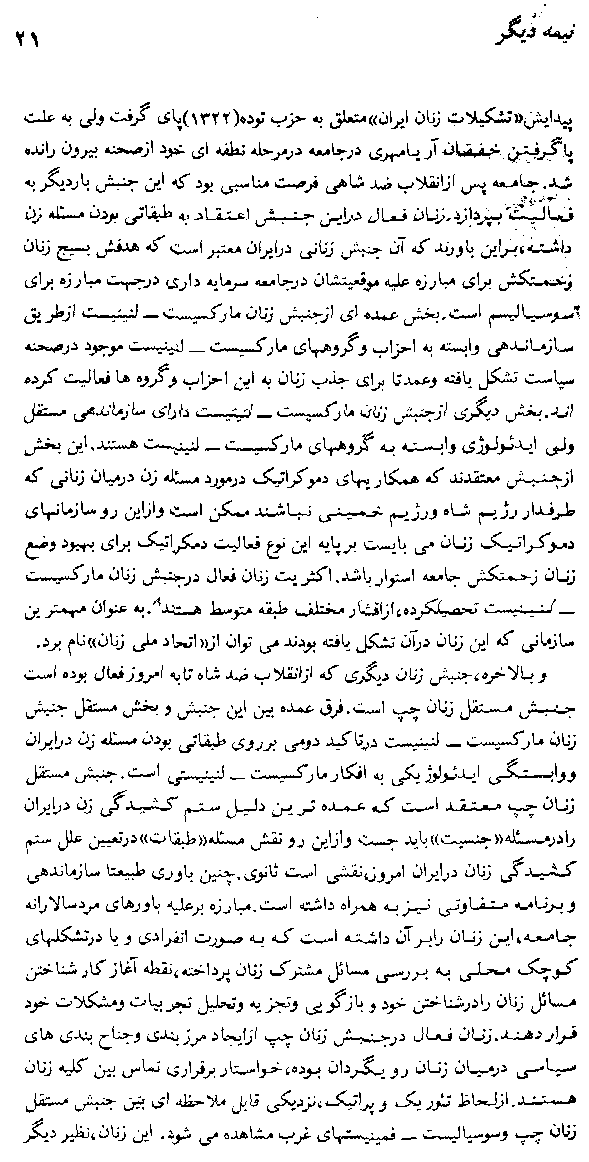 نیمه دیگر
۲۱
پیدایش«تشکیلات زنان ایران»متعلق به حزب توده(۱۳۲۲)پای گرفت ولی به علت
پاگرفتن خفقان آریامهری درجامعه درمرحله نطفه ای خود ازصحنه بیرون رانده
شد.جامعه پس ازانقلاب ضد شاهی فرصت مناسبی بود که این جنبش باردیگر به
فعالیت بپردازد.زنان فعال دراین جنبش اعتقاد به طبقاتی بودن مسئله زن
داشته،براین باورند که آن جنبش زنانی درایران معتبر است که هدفش بسیج زنان
زحمتکش برای مبارزه علیه موقعیتشان درجامعه سرمایه داری درجهت مبارزه برای
سوسیالیسم است.بخش عمده ای ازجنبش زنان مارکسیست ــ لنینیست ازطریق
سازماندهی وابسته به احزاب وگروههای مارکسیست ــ لنینیست موجود درصحنه
سیاست تشکل یافته وعمدتا برای جذب زنان به این احزاب وگروه ها فعالیت کرده
اند.بخش دیگری ازجنبش زنان مارکسیست ــ لنینیست دارای سازماندهی مستقل
ولی ایدئولوژی وابسته به گروههای مارکسیست ــ لنینیست هستند.این بخش
ازجنبش معتقدند که همکاریهای دموکراتیک درمورد مسئله زن درمیان زنانی که
طرفدار رژیم شاه ورژیم خمینی نباشند ممکن است وازاین رو سازمانهای
دموکراتیک زنان می بایست برپایه این نوع فعالیت دمکراتیک برای بهبود وضع
زنان زحمتکش جامعه استوار باشد.اکثریت زنان فعال درجنبش زنان مارکسیست
ــ لنینیست تحصیلکرده،ازاقشار مختلف طبقه متوسط هستند.به عنوان مهمترین
سازمانی که این زنان درآن تشکل یافته بودند می توان از«اتحاد ملی زنان»نام برد.
و بالاخره،جنبش زنان دیگری که ازانقلاب ضد شاه تابه امروز فعال بوده است
جنبش مستقل زنان چپ است.فرق عمده بین این جنبش و بخش مستقل جنبش
زنان مارکسیست ــ لنینیست درتاکید دومی برروی طبقاتی بودن مسئله زن درایران
ووابستگی ایدئولوژیکی به افکار مارکسیست ــ لنینیستی است.جنبش مستقل
زنان چپ معتقد است که عمده ترین دلیل ستم کشیدگی زن درایران
رادرمسئله«جنسیت»باید جست وازاین رو نقش مسئله«طبقات»درتعیین علل ستم
کشیدگی زنان درایران امروز،نقشی است ثانوی.چنین باوری طبیعتا سازماندهی
و برنامه متفاوتی نیز به همراه داشته است.مبارزه برعلیه باورهای مردسالارانه
جامعه،این زنان رابرآن داشته است که به صورت انفرادی و یا درتشکلهای
کوچک محلی به بررسی مسائل مشترک زنان پرداخته،نقطه آغاز کار شناختن
مسائل زنان رادرشناختن خود و بازگویی وتجزیه وتحلیل تجربیات ومشکلات خود
قراردهند.زنان فعال درجنبش زنان چپ ازایجاد مرزبندی وجناح بندی های
سیاسی درمیان زنان رویگردان بوده،خواستار برقراری تماس بین کلیه زنان
هستند.ازلحاظ تئوریک و پراتیک،نزدیکی قابل ملاحظه ای بین جنبش مستقل
زنان چپ وسوسیالیست ــ فمینیستهای غرب مشاهده می شود. این زنان،نظیر دیگر